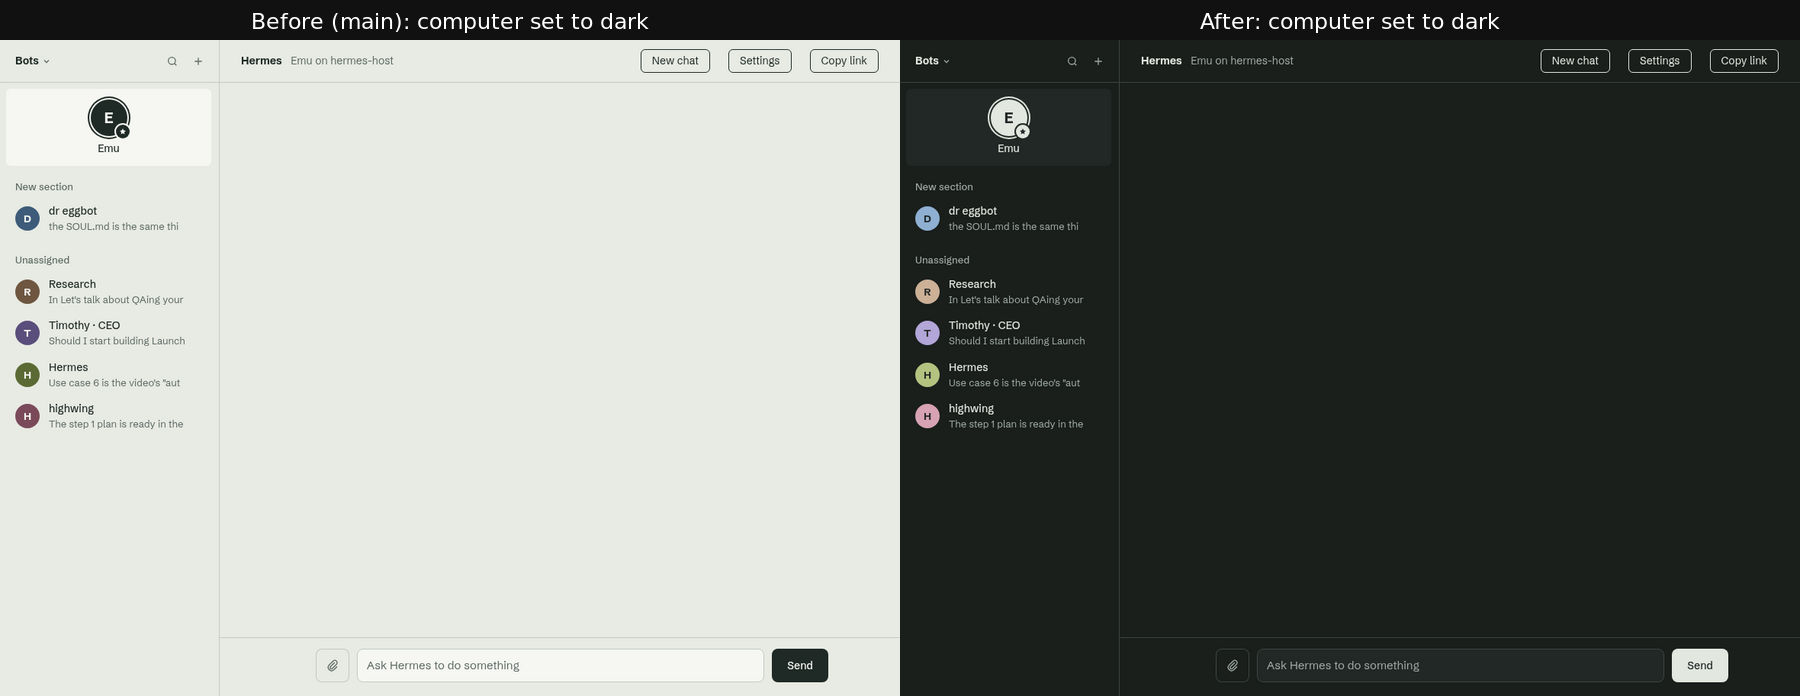 Before (main): computer set to dark
Bots
Hermes Emu on hermes-host New chat Settings Copy link
E
Emu
New section
D
dr eggbot
the SOUL.md is the same thi
Unassigned
R
Research
In Let's talk about QAing your
T
Timothy · CEO
Should I start building Launch
H
Hermes
Use case 6 is the video's "aut
H
highwing
The step 1 plan is ready in the
Ask Hermes to do something Send
After: computer set to dark
Bots
Hermes Emu on hermes-host New chat Settings Copy link
E
Emu
New section
D
dr eggbot
the SOUL.md is the same thi
Unassigned
R
Research
In Let's talk about QAing your
T
Timothy · CEO
Should I start building Launch
H
Hermes
Use case 6 is the video's "aut
H
highwing
The step 1 plan is ready in the
Ask Hermes to do something Send